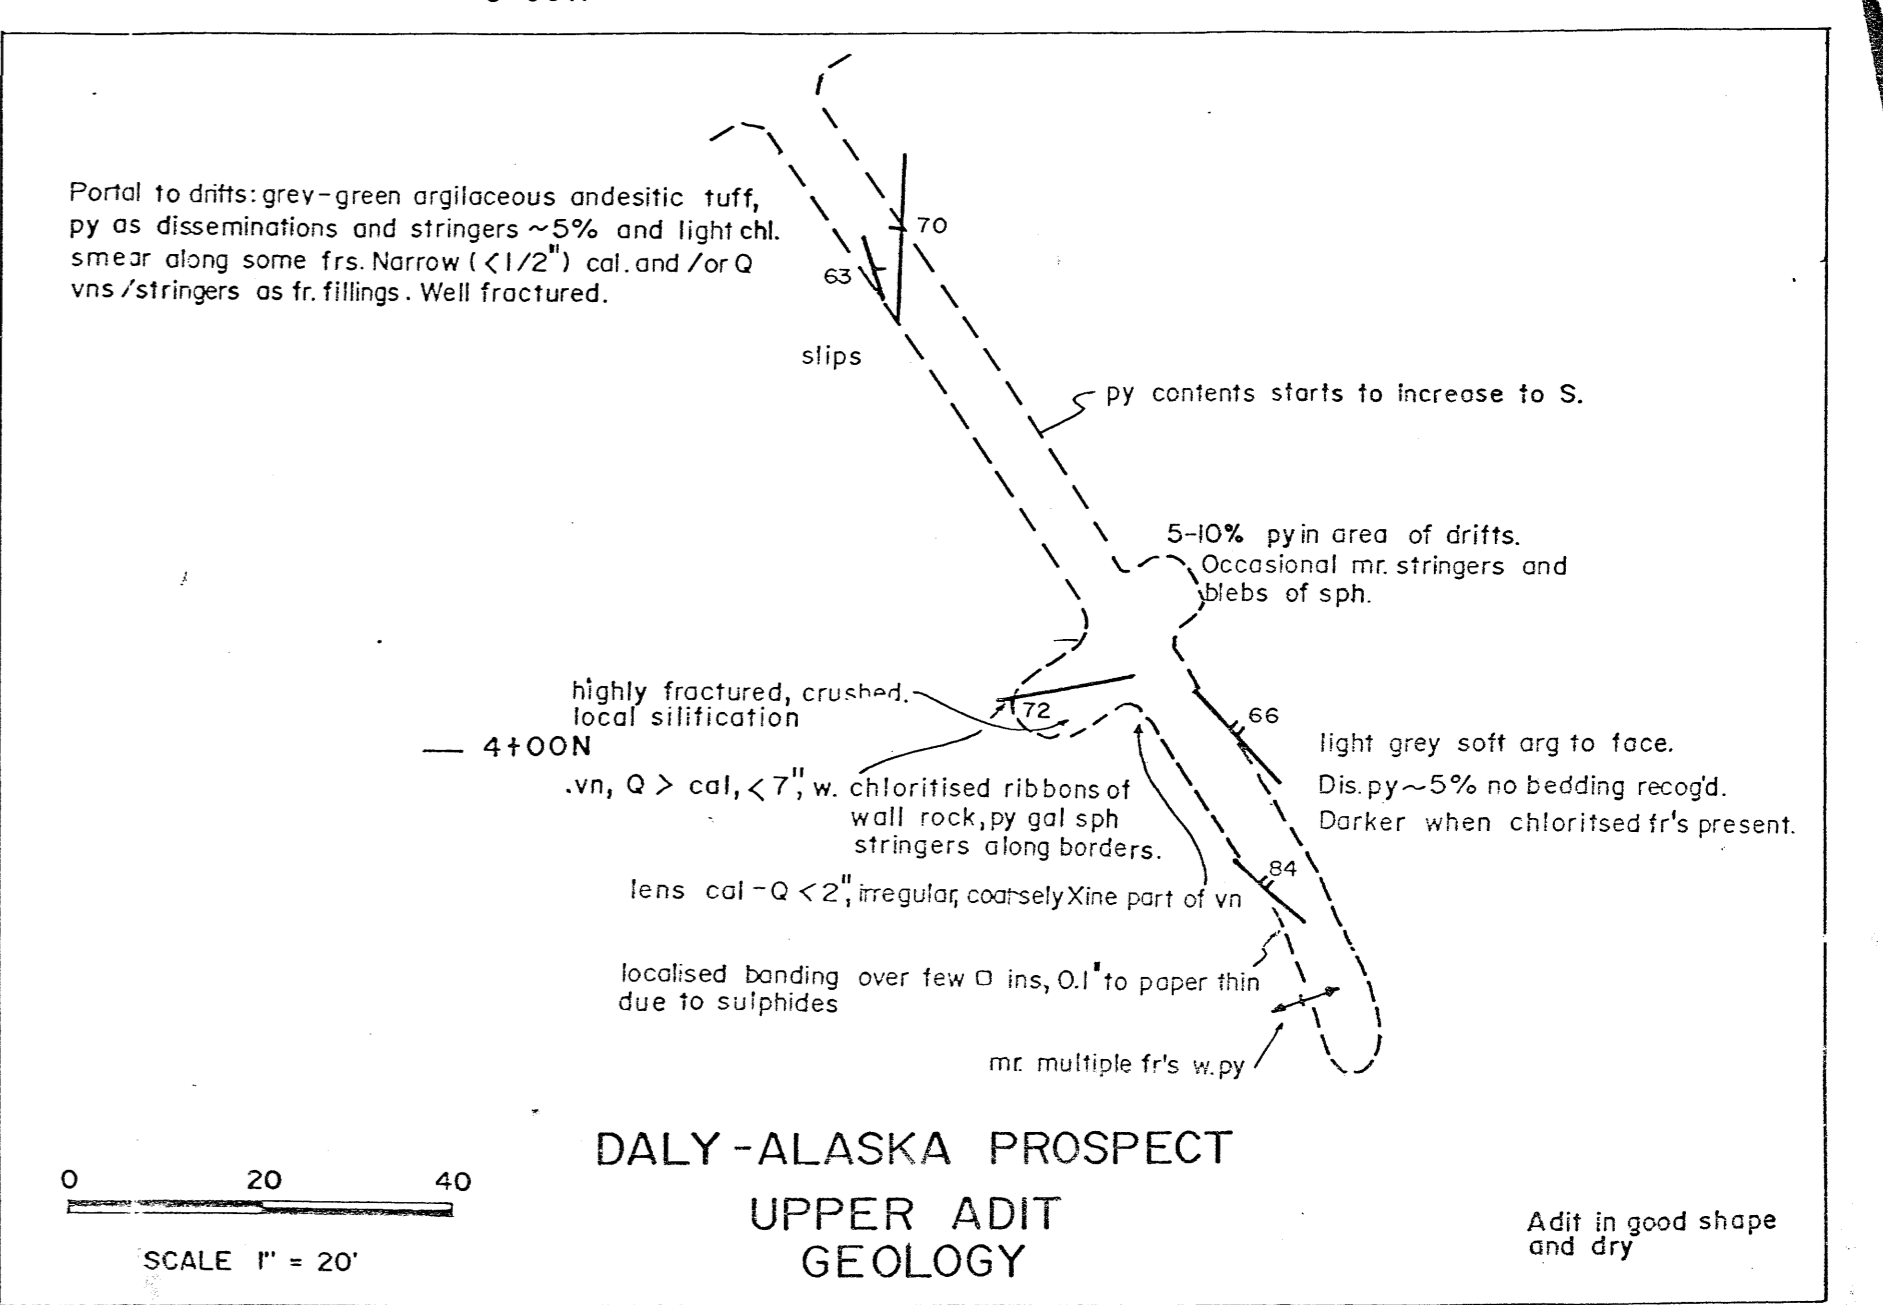 Portal to drifts: grey-green argilaceous andesitic tuff,
py as disseminations and stringers ~5% and light chl.
smear along some frs. Narrow (<1/2") cal. and/or Q
vns/stringers as fr. fillings. Well fractured.
70
63
slips
py contents starts to increase to S.
5-10% py in area of drifts.
Occasional mr. stringers and
blebs of sph.
highly fractured, crushed.
local silification
72
66
4+00N
light grey soft arg to face.
Dis. py ~5% no bedding recog'd.
Darker when chloritsed fr's present.
.vn, Q > cal, <7", w. chloritised ribbons of
wall rock, py gal sph
stringers along borders.
84
lens cal-Q <2", irregular, coarsely Xine part of vn
localised banding over few □ ins, 0.1" to paper thin
due to sulphides
mr. multiple fr's w. py
DALY-ALASKA PROSPECT
UPPER ADIT
GEOLOGY
0 20 40
SCALE 1" = 20'
Adit in good shape
and dry